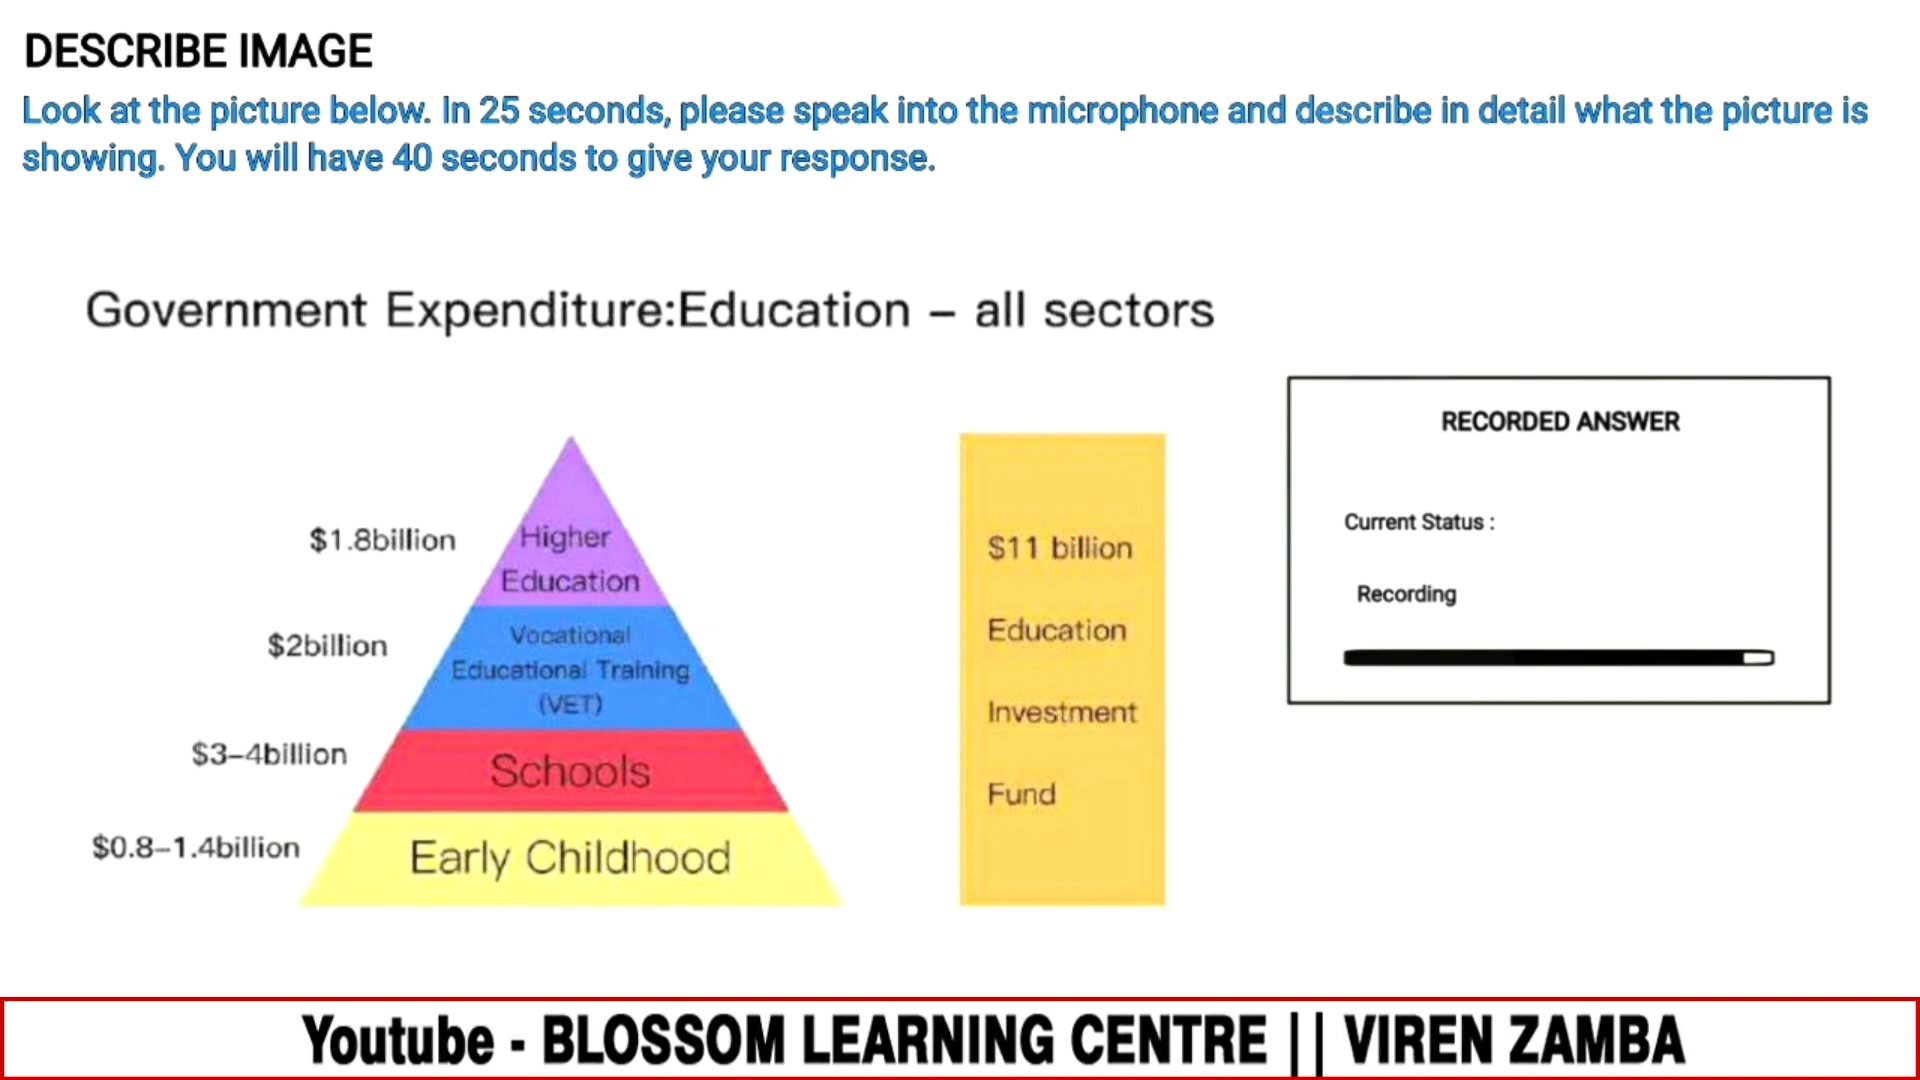 DESCRIBE IMAGE
Look at the picture below. In 25 seconds, please speak into the microphone and describe in detail what the picture is
showing. You will have 40 seconds to give your response.
Government Expenditure:Education – all sectors
$1.8billion
Higher
Education
$2billion
Vocational
Educational Training
(VET)
$3–4billion
Schools
$0.8–1.4billion
Early Childhood
$11 billion
Education
Investment
Fund
RECORDED ANSWER
Current Status :
Recording
Youtube - BLOSSOM LEARNING CENTRE || VIREN ZAMBA